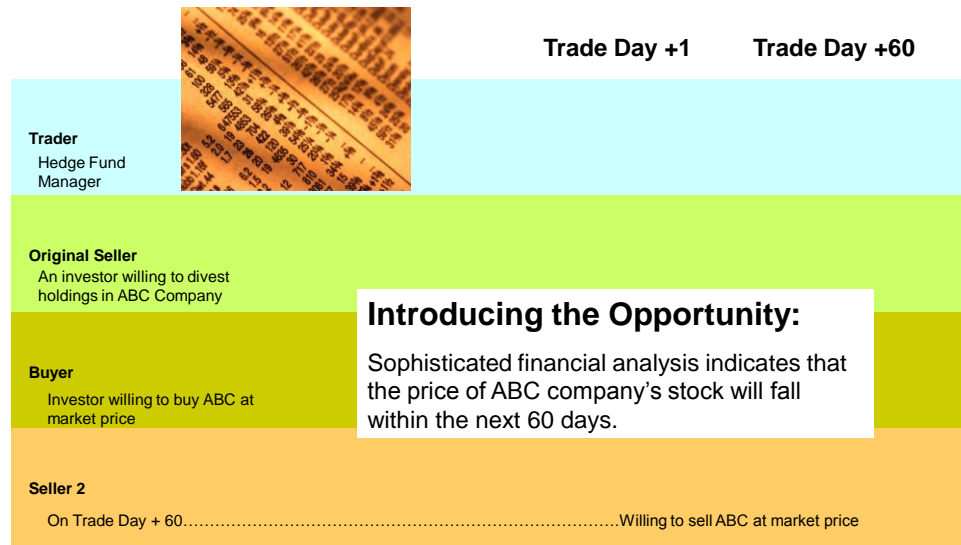 Trade Day +1 Trade Day +60
Trader
Hedge Fund
Manager
Original Seller
An investor willing to divest
holdings in ABC Company
Introducing the Opportunity:
Sophisticated financial analysis indicates that
the price of ABC company’s stock will fall
within the next 60 days.
Buyer
Investor willing to buy ABC at
market price
Seller 2
On Trade Day + 60…………………………………………………………………………Willing to sell ABC at market price